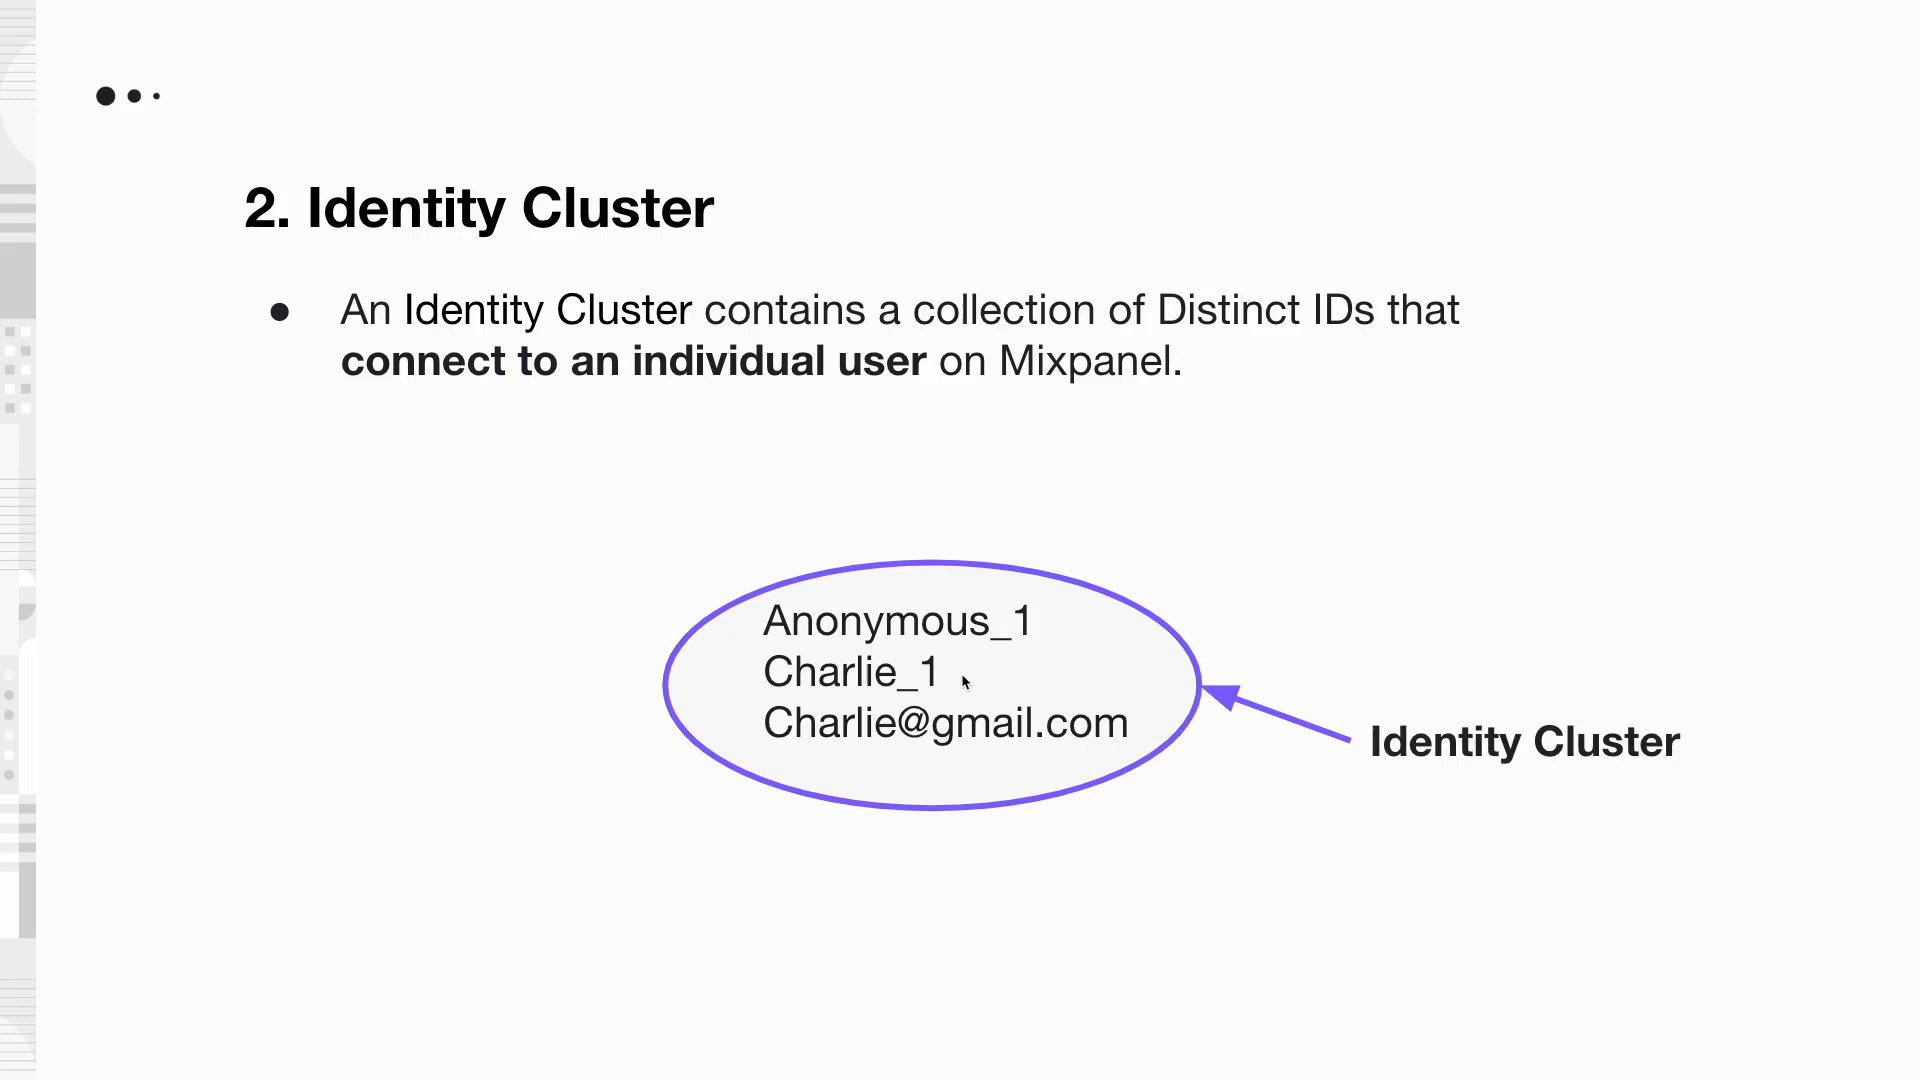 2. Identity Cluster
● An Identity Cluster contains a collection of Distinct IDs that
connect to an individual user on Mixpanel.
Anonymous_1
Charlie_1
Charlie@gmail.com
Identity Cluster